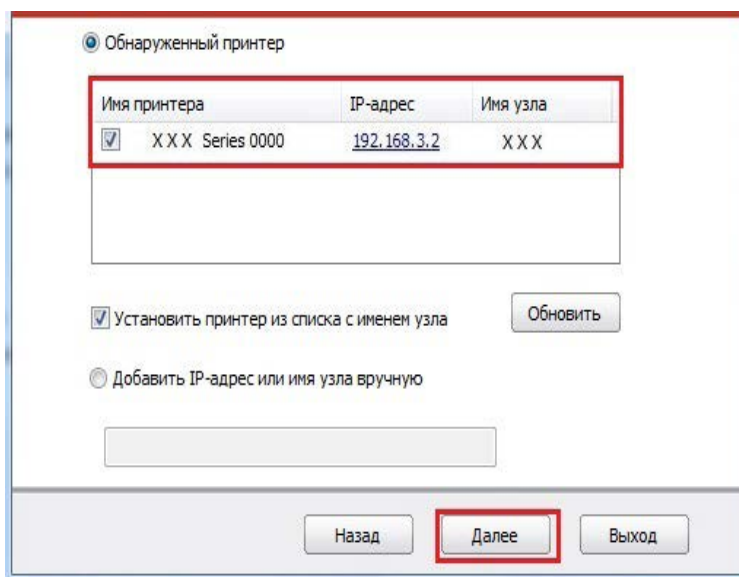 Обнаруженный принтер
Имя принтера IP-адрес Имя узла
X X X Series 0000 192.168.3.2 X X X
Установить принтер из списка с именем узла Обновить
Добавить IP-адрес или имя узла вручную
Назад Далее Выход